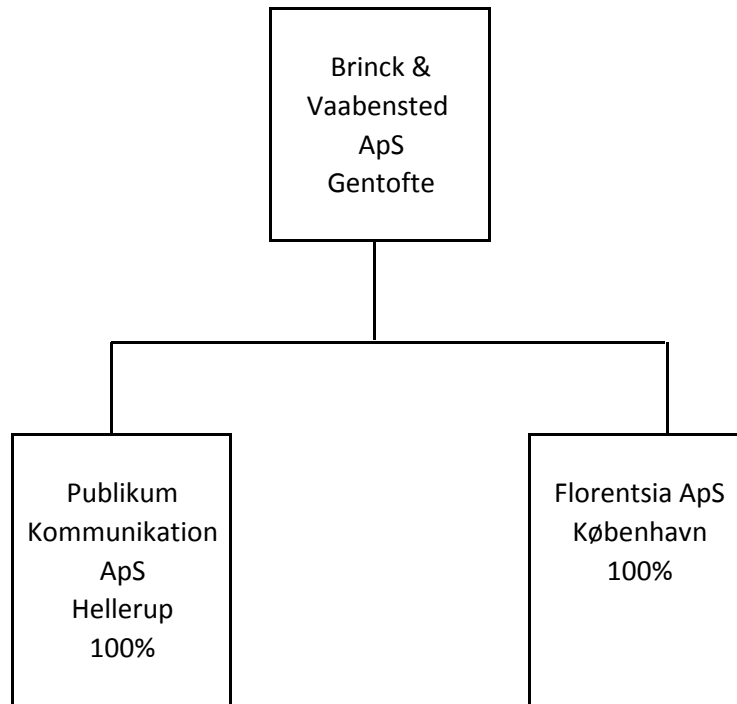 Brinck &
Vaabensted
ApS
Gentofte
Publikum
Kommunikation
ApS
Hellerup
100%
Florentsia ApS
København
100%